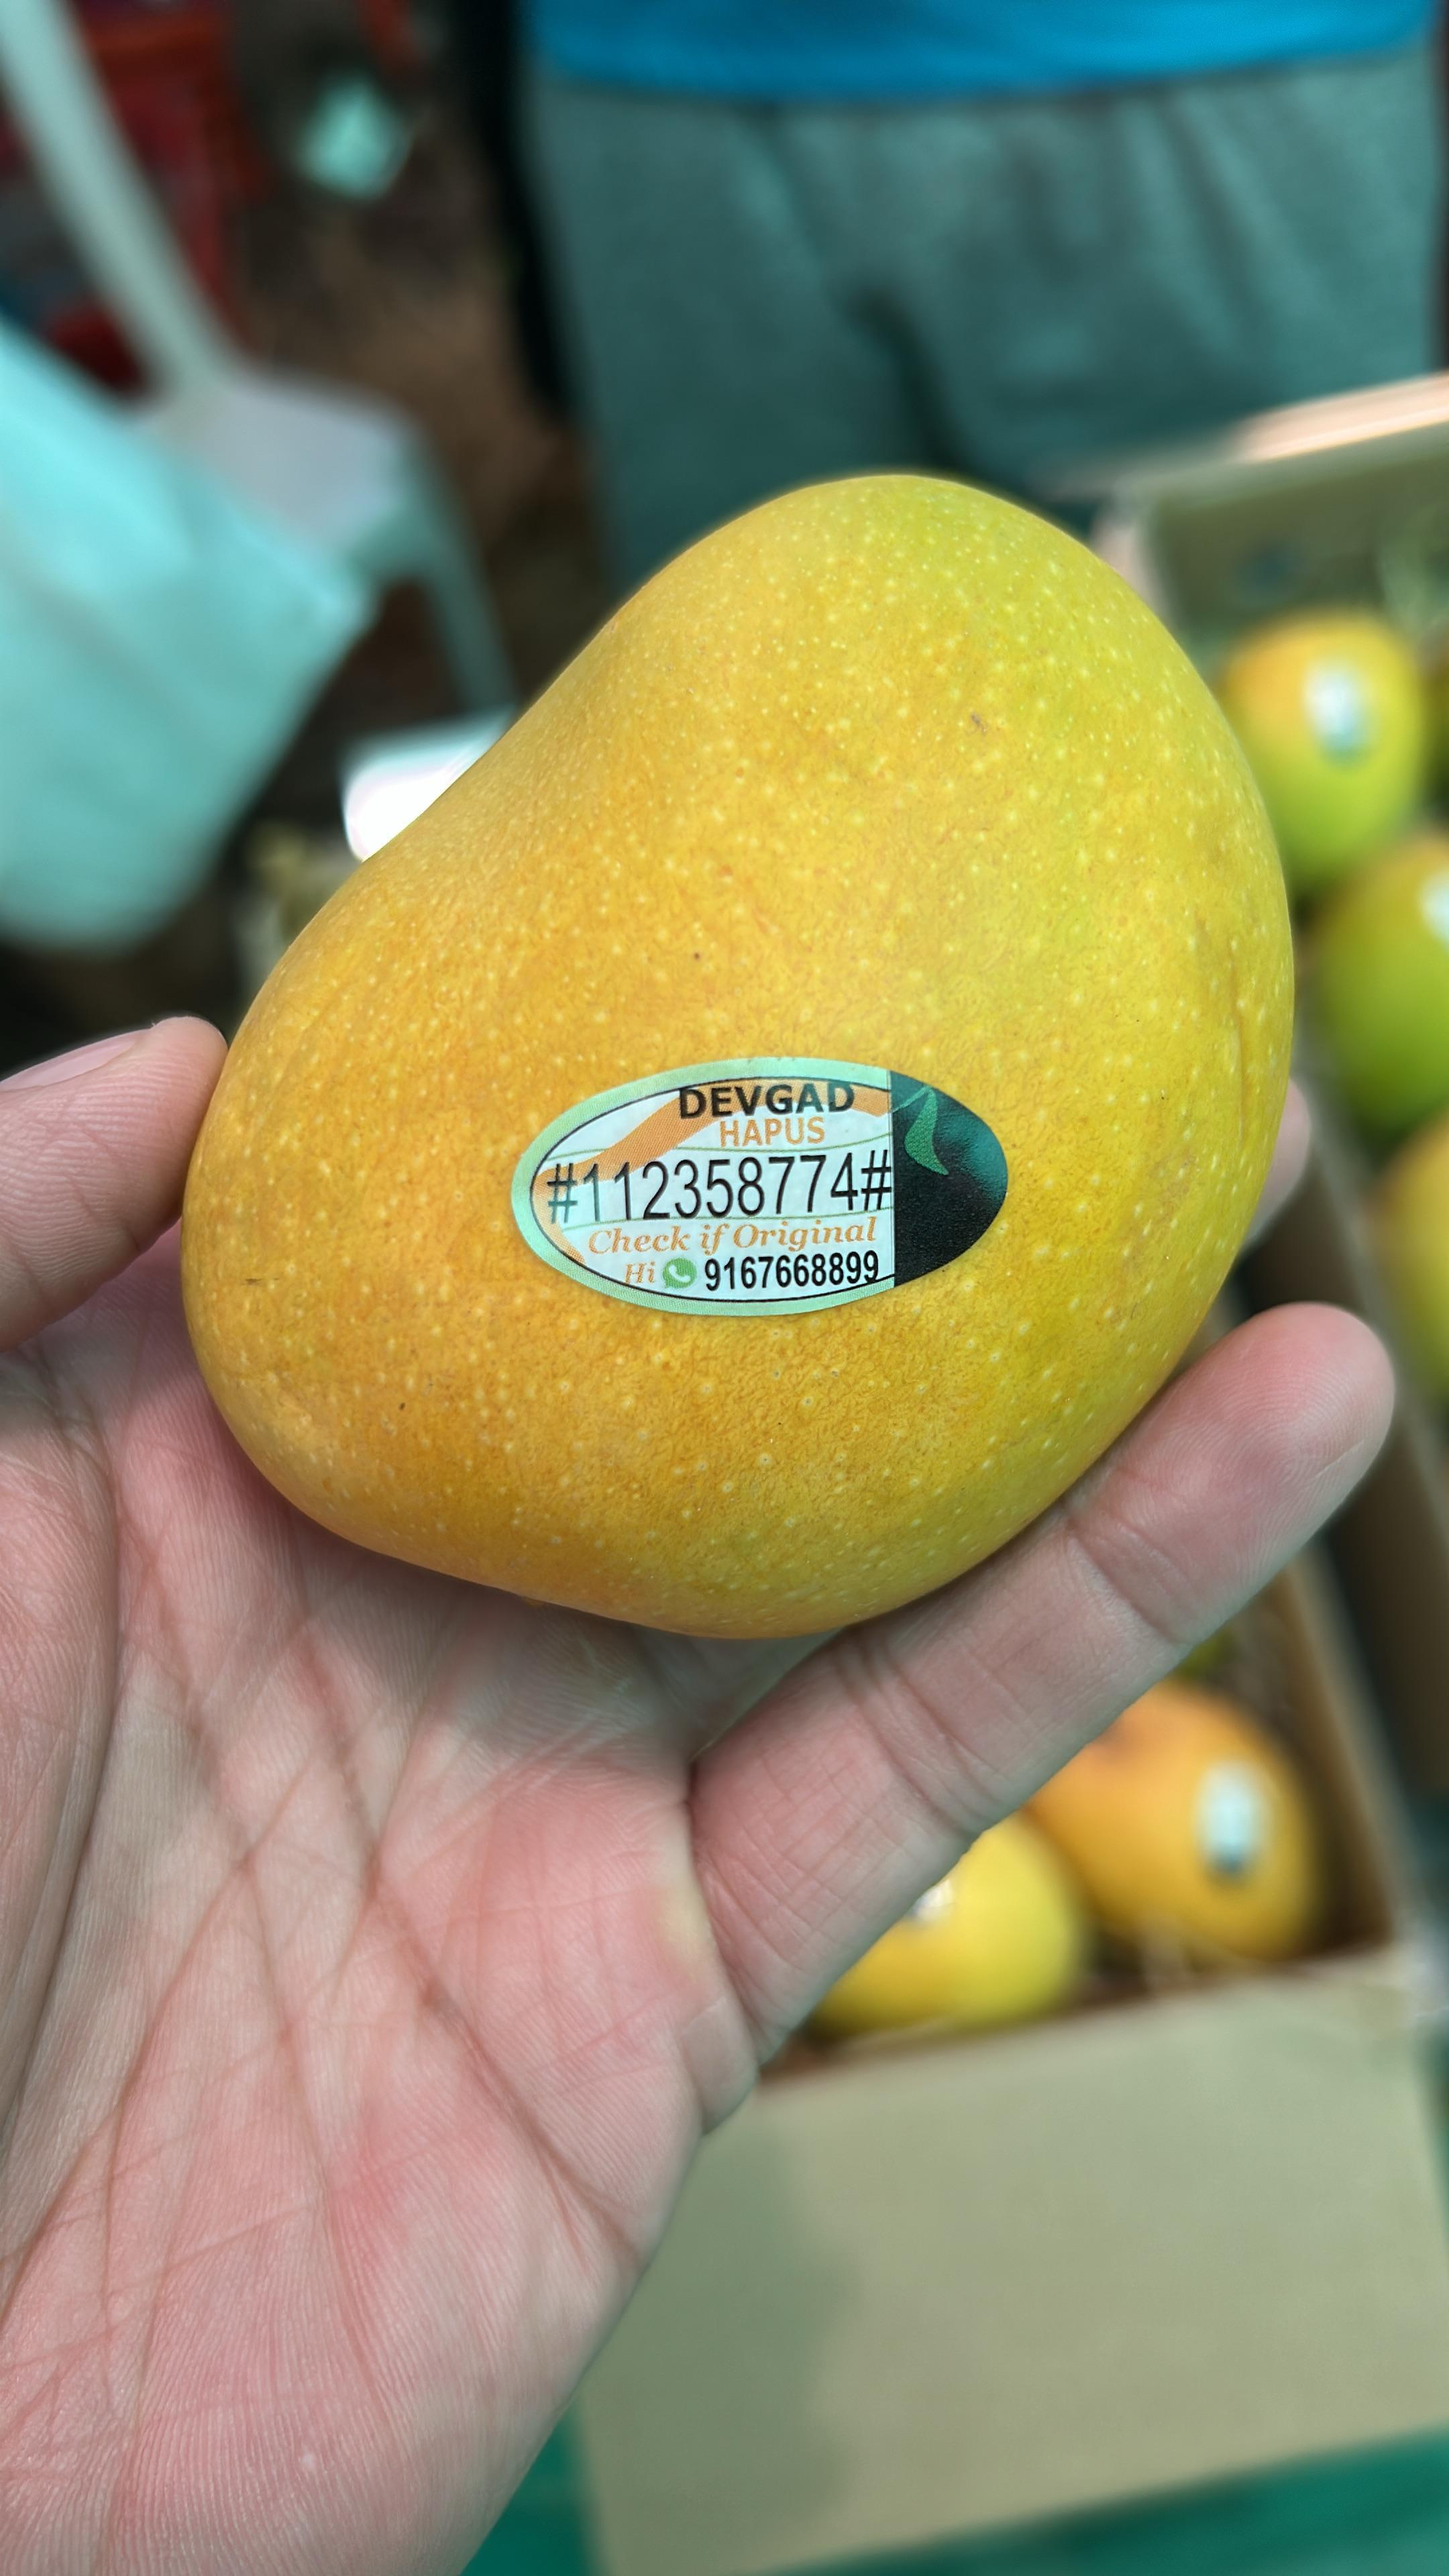 DEVGAD
HAPUS
#112358774#
Check if Original
Hi 9167668899